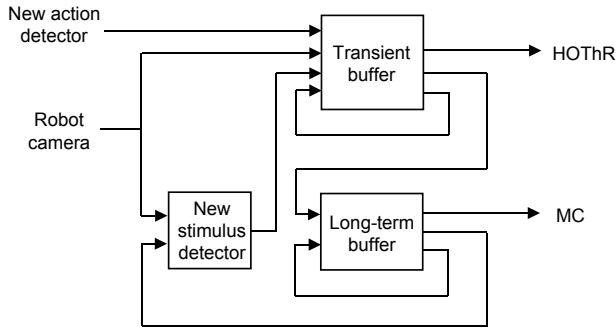 New action
detector
Transient
buffer
HOThR
Robot
camera
New
stimulus
detector
Long-term
buffer
MC